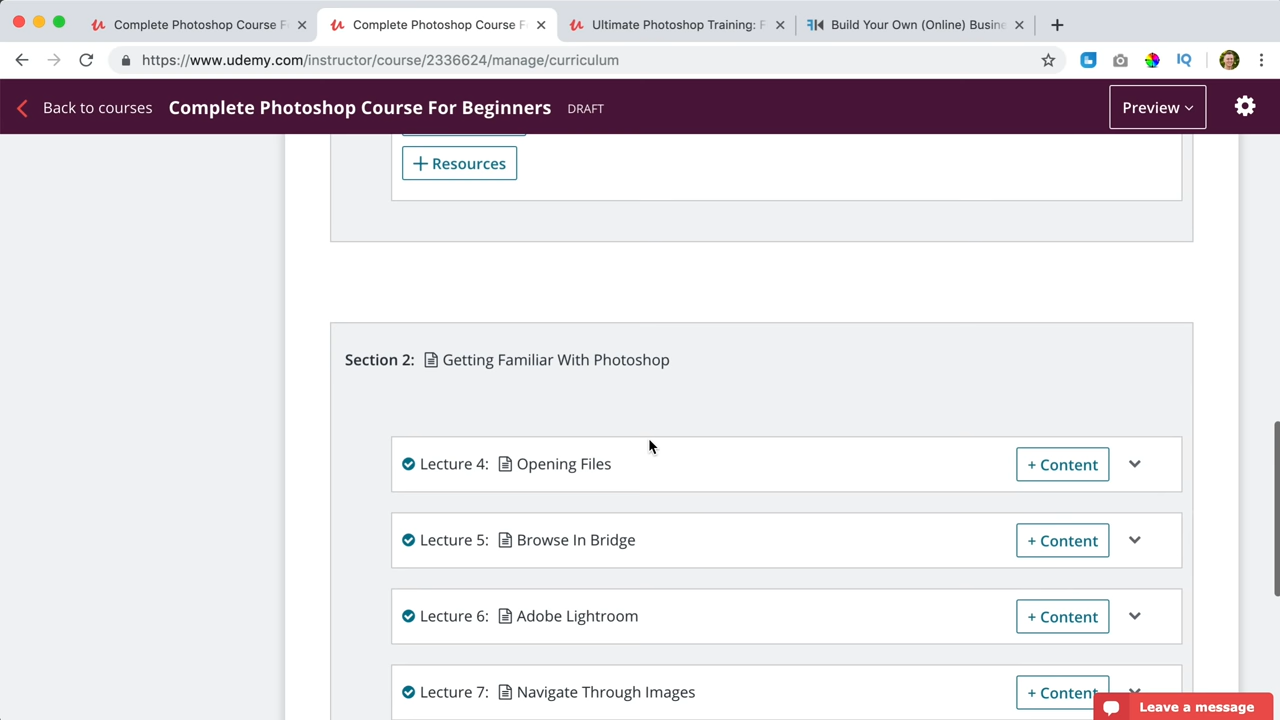 Complete Photoshop Course F
Complete Photoshop Course F
Ultimate Photoshop Training: F
Build Your Own (Online) Busine
https://www.udemy.com/instructor/course/2336624/manage/curriculum
IQ
Back to courses
Complete Photoshop Course For Beginners
DRAFT
Preview
+ Resources
Section 2: Getting Familiar With Photoshop
Lecture 4: Opening Files
+ Content
Lecture 5: Browse In Bridge
+ Content
Lecture 6: Adobe Lightroom
+ Content
Lecture 7: Navigate Through Images
+ Content
Leave a message